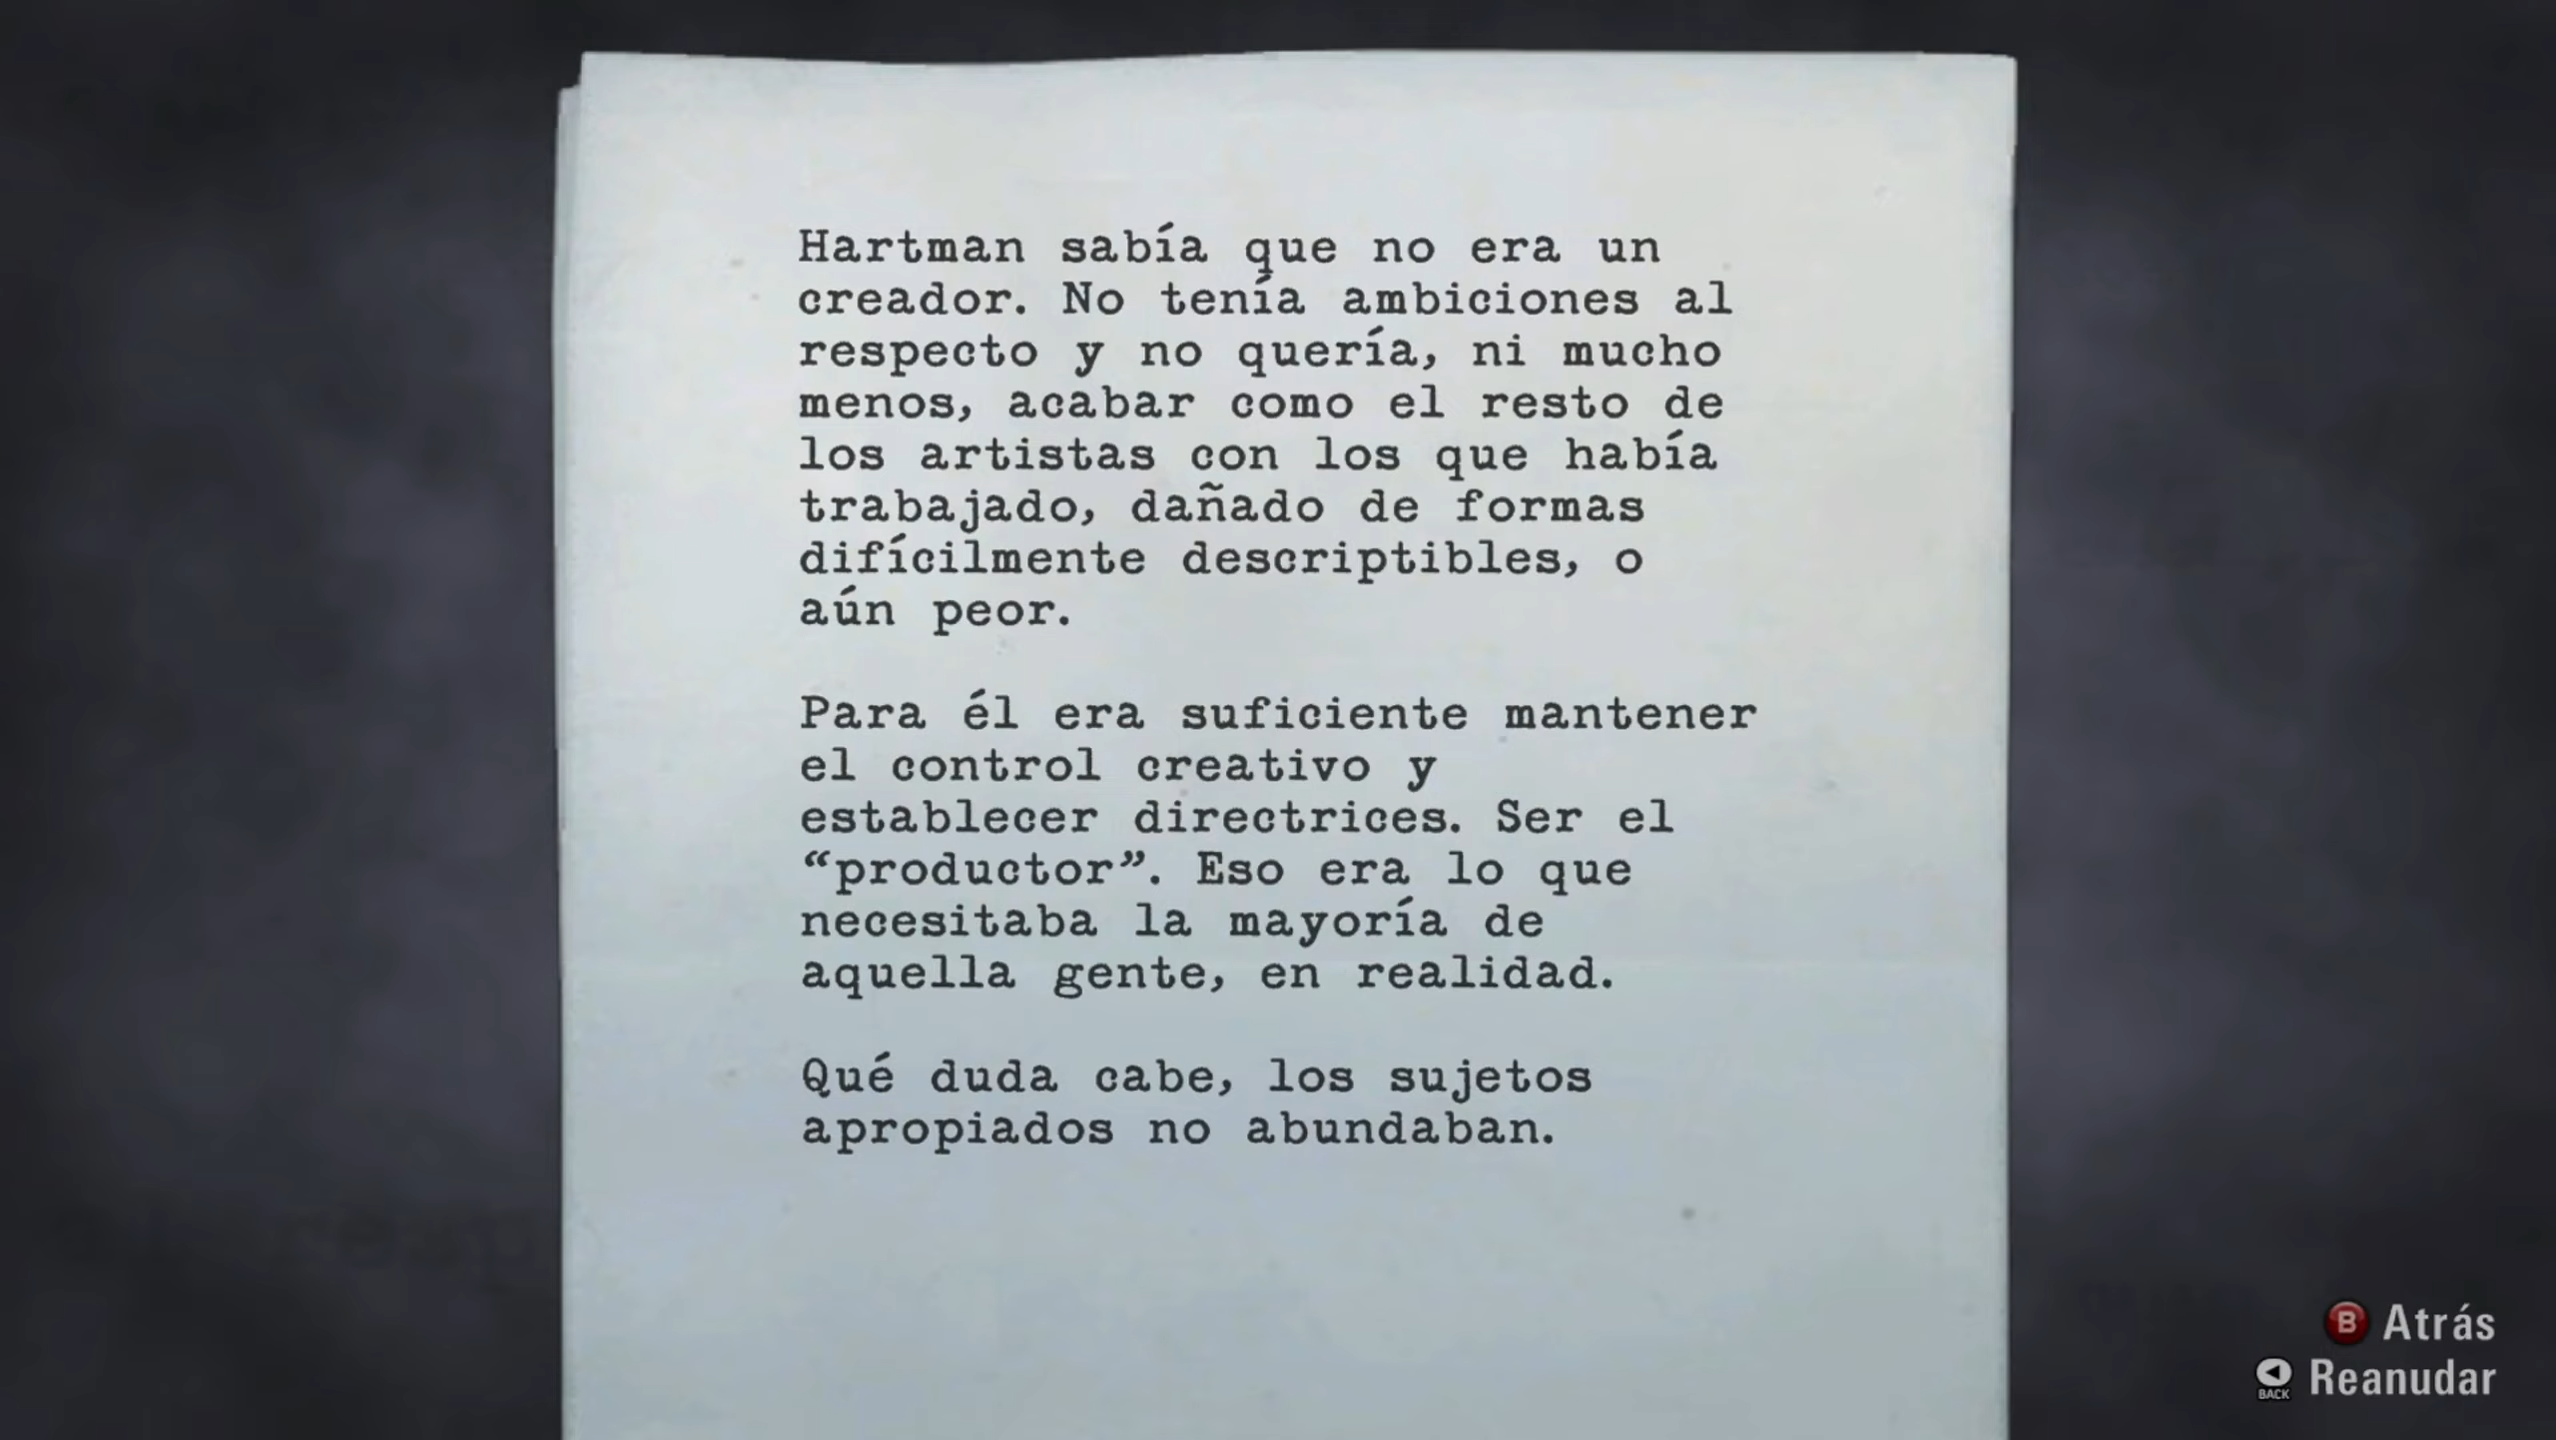 Hartman sabía que no era un
creador. No tenía ambiciones al
respecto y no quería, ni mucho
menos, acabar como el resto de
los artistas con los que había
trabajado, dañado de formas
difícilmente descriptibles, o
aún peor.
Para él era suficiente mantener
el control creativo y
establecer directrices. Ser el
“productor”. Eso era lo que
necesitaba la mayoría de
aquella gente, en realidad.
Qué duda cabe, los sujetos
apropiados no abundaban.
B Atrás
BACK Reanudar